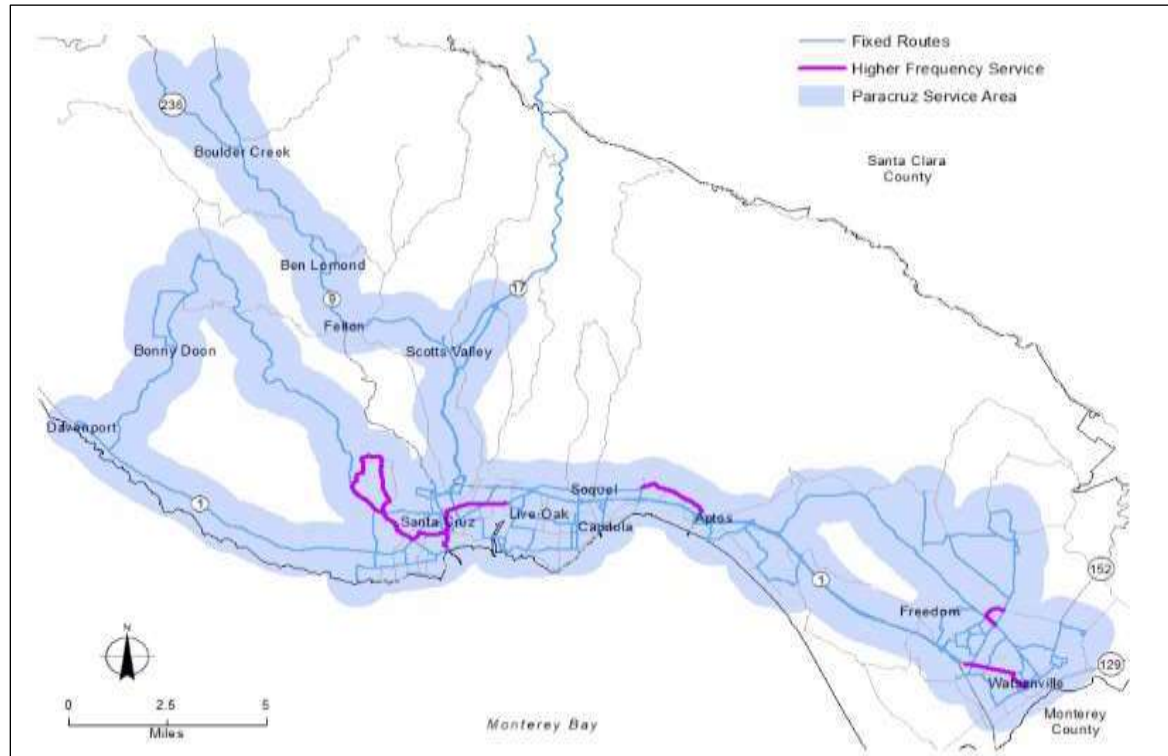 Fixed Routes
Higher Frequency Service
Paracruz Service Area
236
Boulder Creek
Santa Clara
County
Ben Lomond
17
9
Felton
Scotts Valley
Bonny Doon
Davenport
1
Soquel
Live Oak
Santa Cruz
Capitola
Aptos
152
1
Freedom
129
Watsonville
Monterey
County
N
0
2.5
5
Miles
Monterey Bay